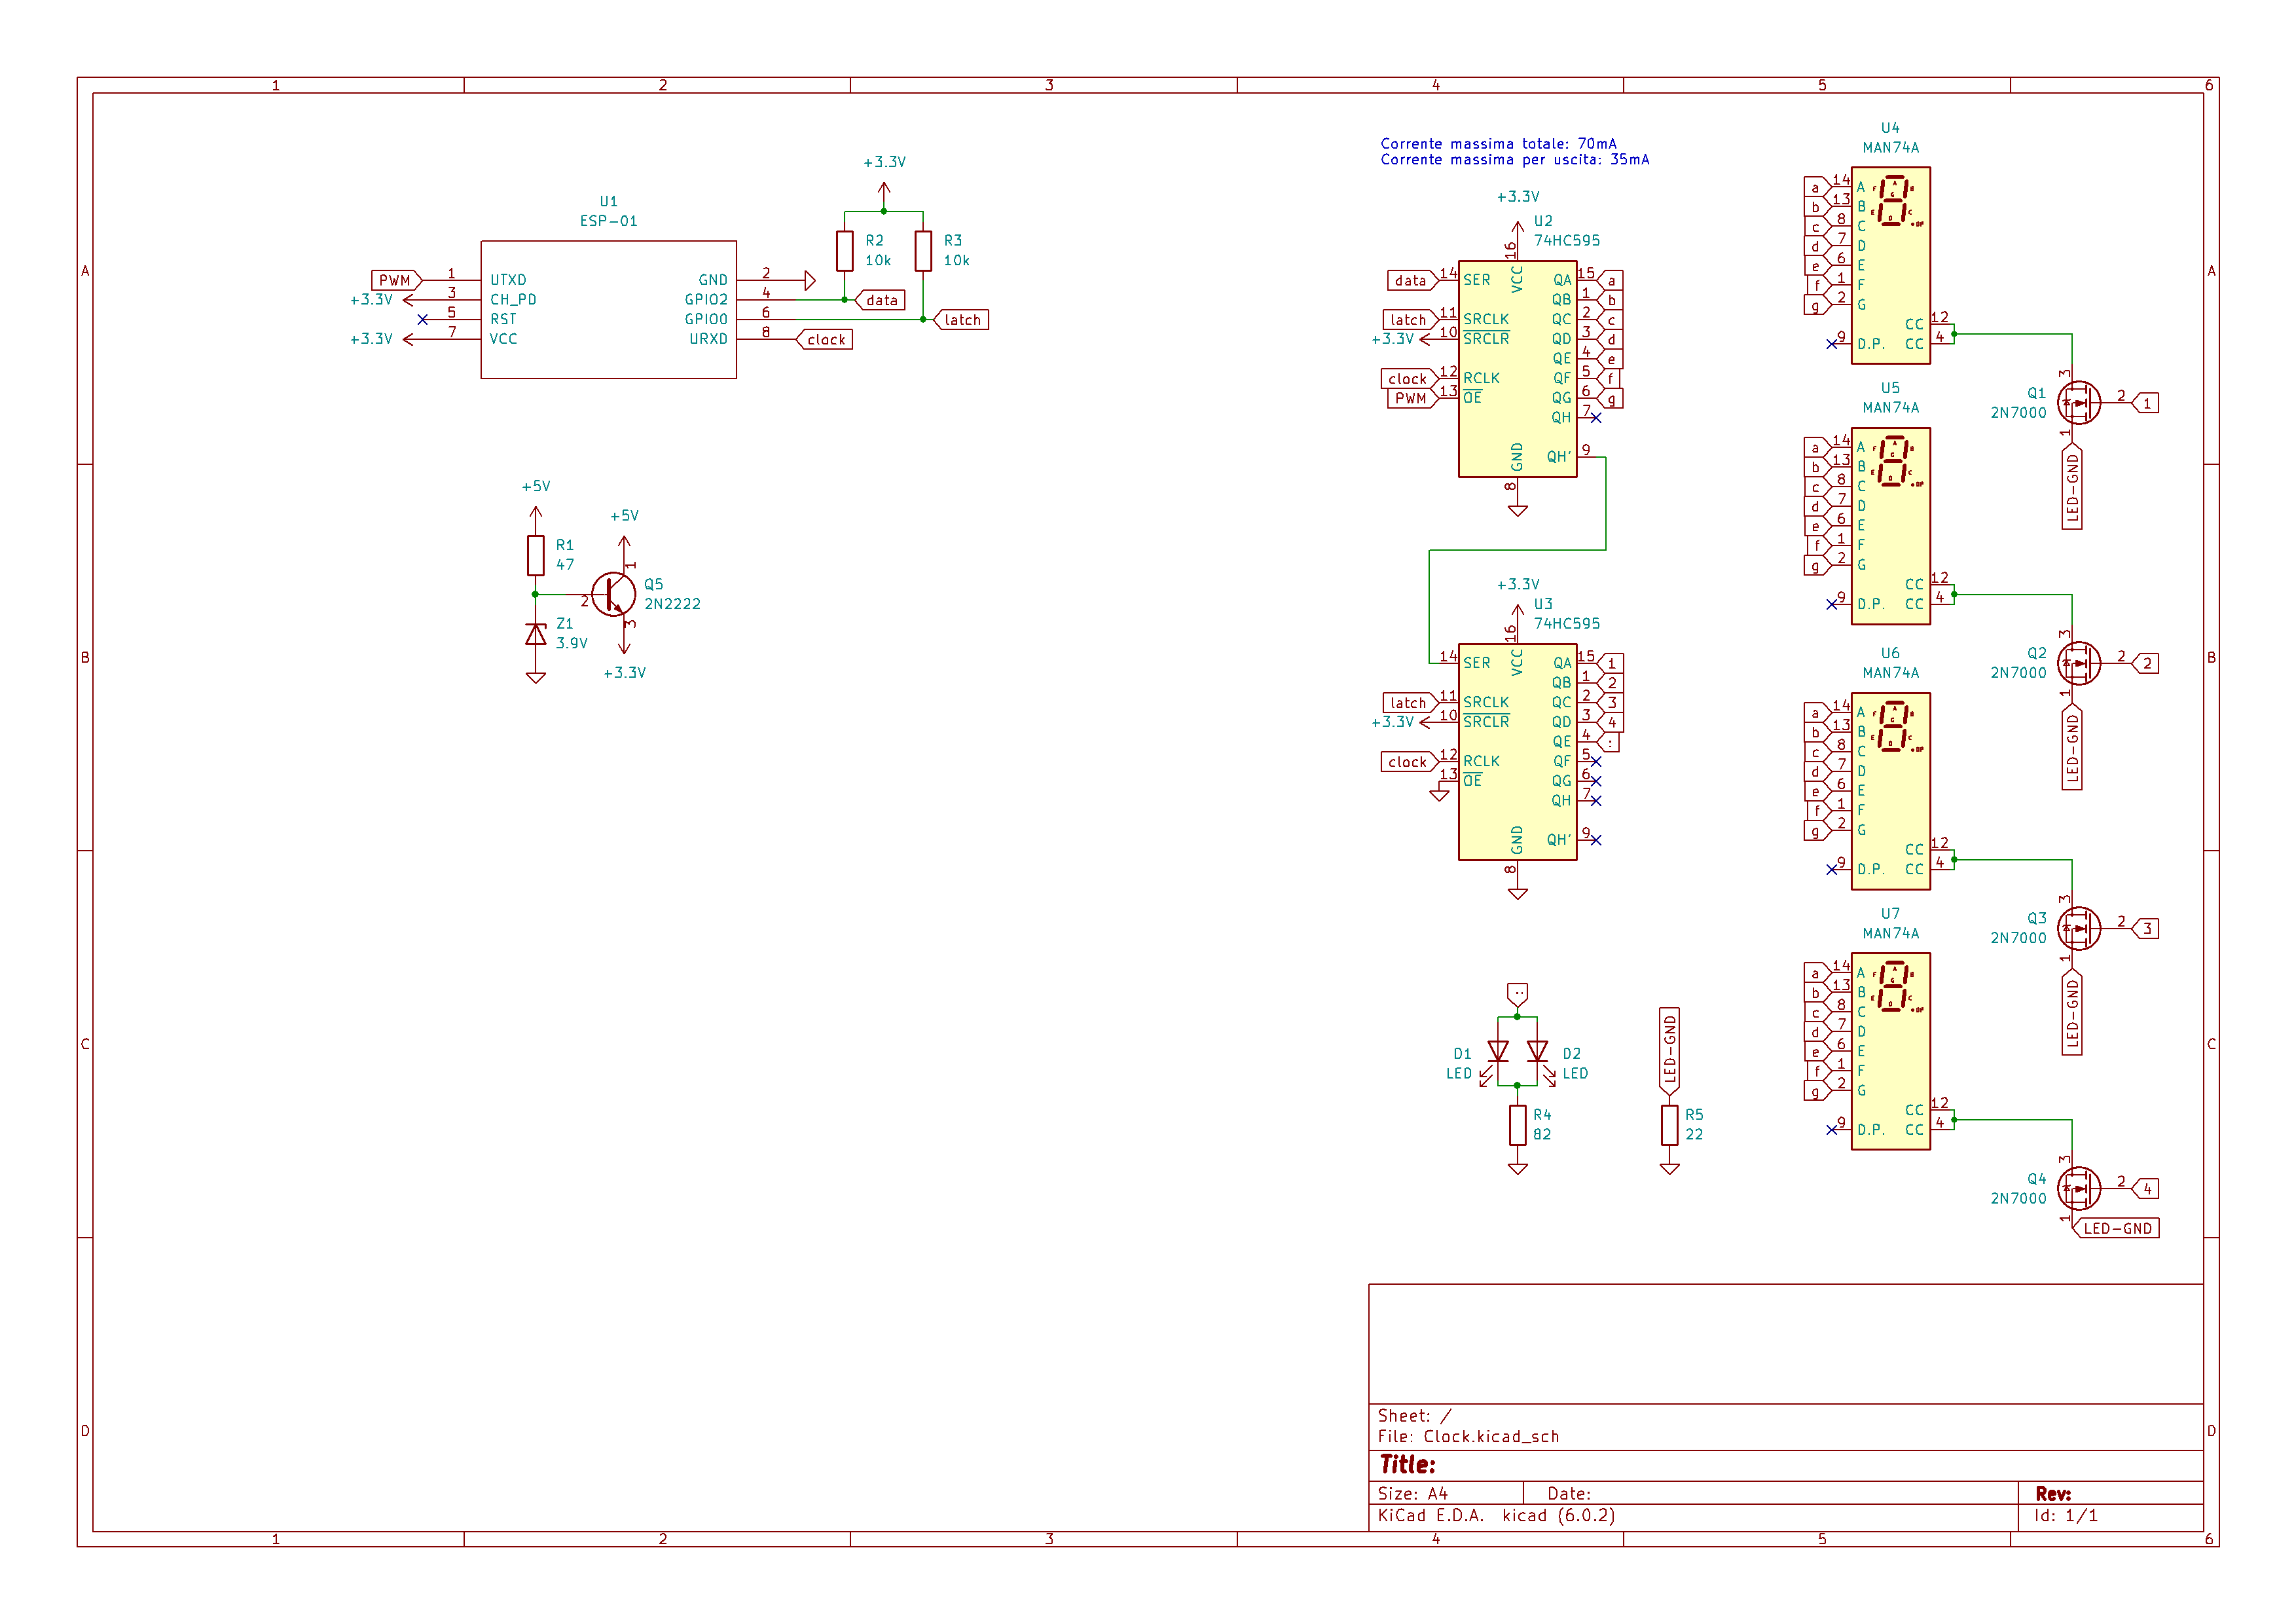 1 2 3 4 5 6
A
B
C
D
U1
ESP-01
PWM 1 UTXD
+3.3V 3 CH_PD
5 RST
+3.3V 7 VCC
GND 2
GPIO2 4 data
GPIO0 6 latch
URXD 8 clock
+3.3V
R2
10k
R3
10k
+5V
R1
47
+5V
1
2
3
Q5
2N2222
Z1
3.9V
+3.3V
Corrente massima totale: 70mA
Corrente massima per uscita: 35mA
+3.3V
U2
74HC595
16
VCC
data 14 SER
latch 11 SRCLK
+3.3V 10 SRCLR
clock 12 RCLK
PWM 13 OE
QA 15 a
QB 1 b
QC 2 c
QD 3 d
QE 4 e
QF 5 f
QG 6 g
QH 7
QH' 9
GND
8
+3.3V
U3
74HC595
16
VCC
14 SER
latch 11 SRCLK
+3.3V 10 SRCLR
clock 12 RCLK
13 OE
QA 15 1
QB 1 2
QC 2 3
QD 3 4
QE 4 :
QF 5
QG 6
QH 7
QH' 9
GND
8
:
D1
LED
D2
LED
R4
82
LED-GND
R5
22
U4
MAN74A
a 14 A
b 13 B
c 8 C
d 7 D
e 6 E
f 1 F
g 2 G
9 D.P.
CC 12
CC 4
Q1
2N7000
3
2 1
1
LED-GND
U5
MAN74A
a 14 A
b 13 B
c 8 C
d 7 D
e 6 E
f 1 F
g 2 G
9 D.P.
CC 12
CC 4
Q2
2N7000
3
2 2
1
LED-GND
U6
MAN74A
a 14 A
b 13 B
c 8 C
d 7 D
e 6 E
f 1 F
g 2 G
9 D.P.
CC 12
CC 4
Q3
2N7000
3
2 3
1
LED-GND
U7
MAN74A
a 14 A
b 13 B
c 8 C
d 7 D
e 6 E
f 1 F
g 2 G
9 D.P.
CC 12
CC 4
Q4
2N7000
3
2 4
1
LED-GND
Sheet: /
File: Clock.kicad_sch
Title:
Size: A4 Date: Rev:
KiCad E.D.A. kicad (6.0.2) Id: 1/1
A
B
C
D
1 2 3 4 5 6